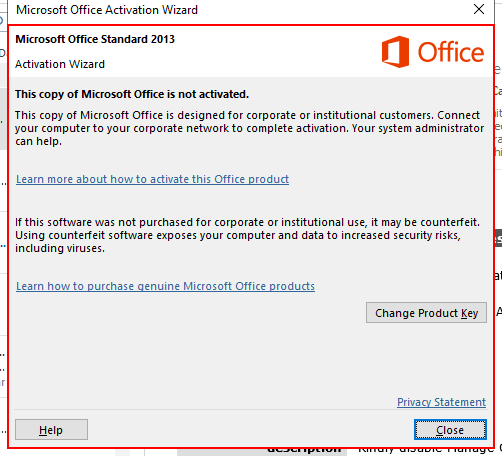 Microsoft Office Activation Wizard
Microsoft Office Standard 2013
Office
Activation Wizard
This copy of Microsoft Office is not activated.
This copy of Microsoft Office is designed for corporate or institutional customers. Connect
your computer to your corporate network to complete activation. Your system administrator
can help.
Learn more about how to activate this Office product
If this software was not purchased for corporate or institutional use, it may be counterfeit.
Using counterfeit software exposes your computer and data to increased security risks,
including viruses.
Learn how to purchase genuine Microsoft Office products
Change Product Key
Privacy Statement
Help
Close
description